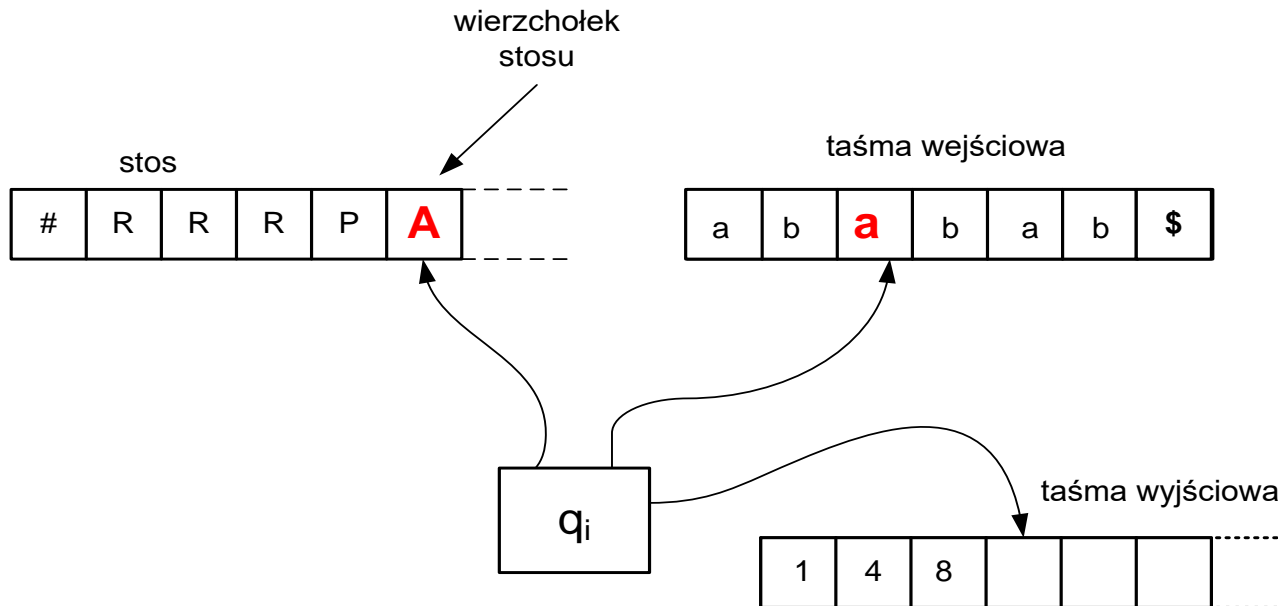 wierzchołek
stosu
stos
taśma wejściowa
# R R R P A
a b a b a b $
qi
taśma wyjściowa
1 4 8